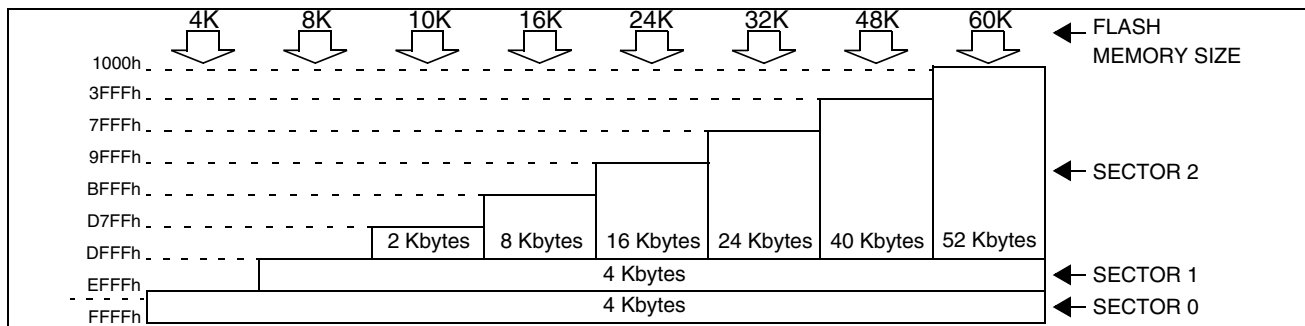 4K 8K 10K 16K 24K 32K 48K 60K FLASH
MEMORY SIZE
1000h
3FFFh
7FFFh
9FFFh
SECTOR 2
BFFFh
D7FFh
2 Kbytes 8 Kbytes 16 Kbytes 24 Kbytes 40 Kbytes 52 Kbytes
DFFFh
4 Kbytes SECTOR 1
EFFFh
4 Kbytes SECTOR 0
FFFFh